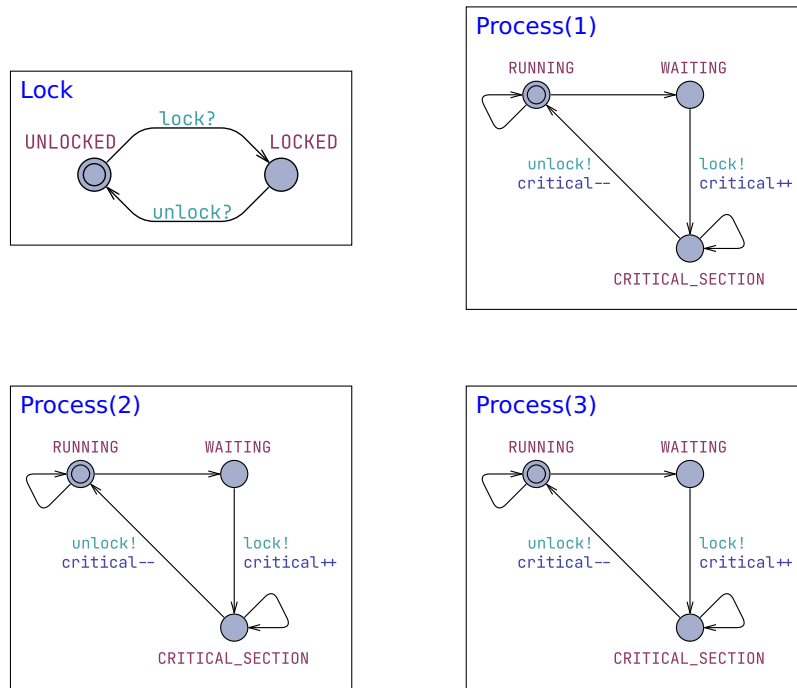 Lock
lock?
UNLOCKED
LOCKED
unlock?
Process(1)
RUNNING
WAITING
unlock!
critical--
lock!
critical++
CRITICAL_SECTION
Process(2)
RUNNING
WAITING
unlock!
critical--
lock!
critical++
CRITICAL_SECTION
Process(3)
RUNNING
WAITING
unlock!
critical--
lock!
critical++
CRITICAL_SECTION